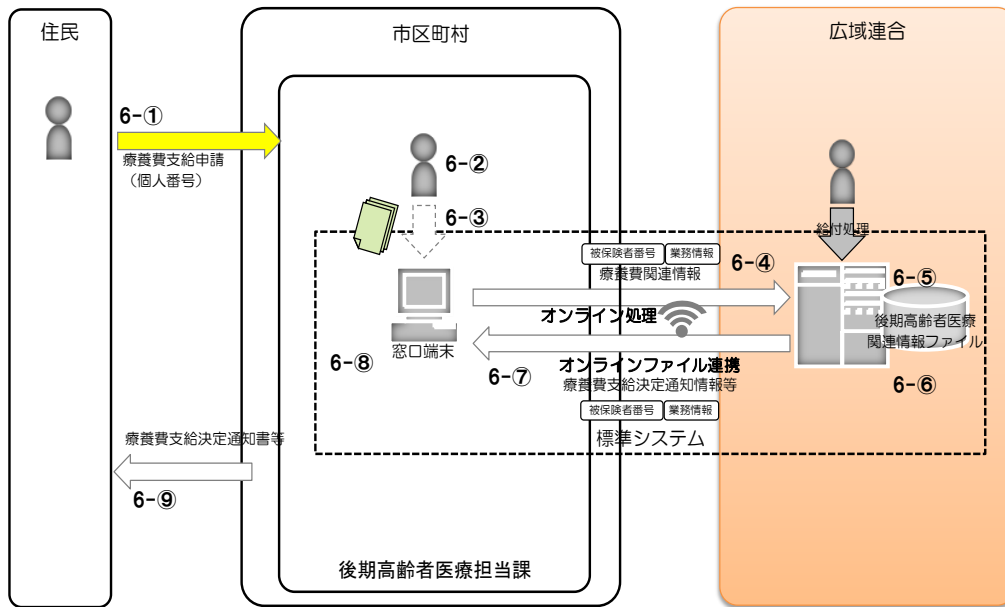 住民
市区町村
広域連合
6-①
療養費支給申請
（個人番号）
6-②
6-③
給付処理
被保険者番号 業務情報
療養費関連情報
6-④
6-⑤
オンライン処理
後期高齢者医療
関連情報ファイル
窓口端末
6-⑧
6-⑦
オンラインファイル連携
療養費支給決定通知情報等
6-⑥
被保険者番号 業務情報
標準システム
療養費支給決定通知書等
6-⑨
後期高齢者医療担当課